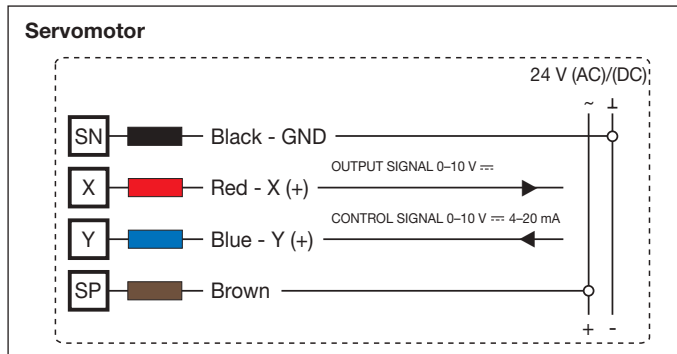 Servomotor
24 V (AC)/(DC)
~ ⊥
SN Black - GND
X Red - X (+) OUTPUT SIGNAL 0–10 V ⎓
Y Blue - Y (+) CONTROL SIGNAL 0–10 V ⎓ 4–20 mA
SP Brown
+ -